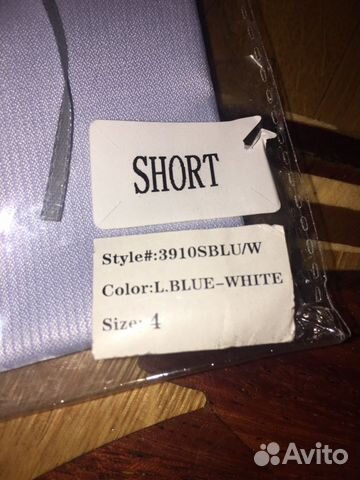 SHORT
Style#:3910SBLU/W
Color:L.BLUE-WHITE
Size: 4
Avito